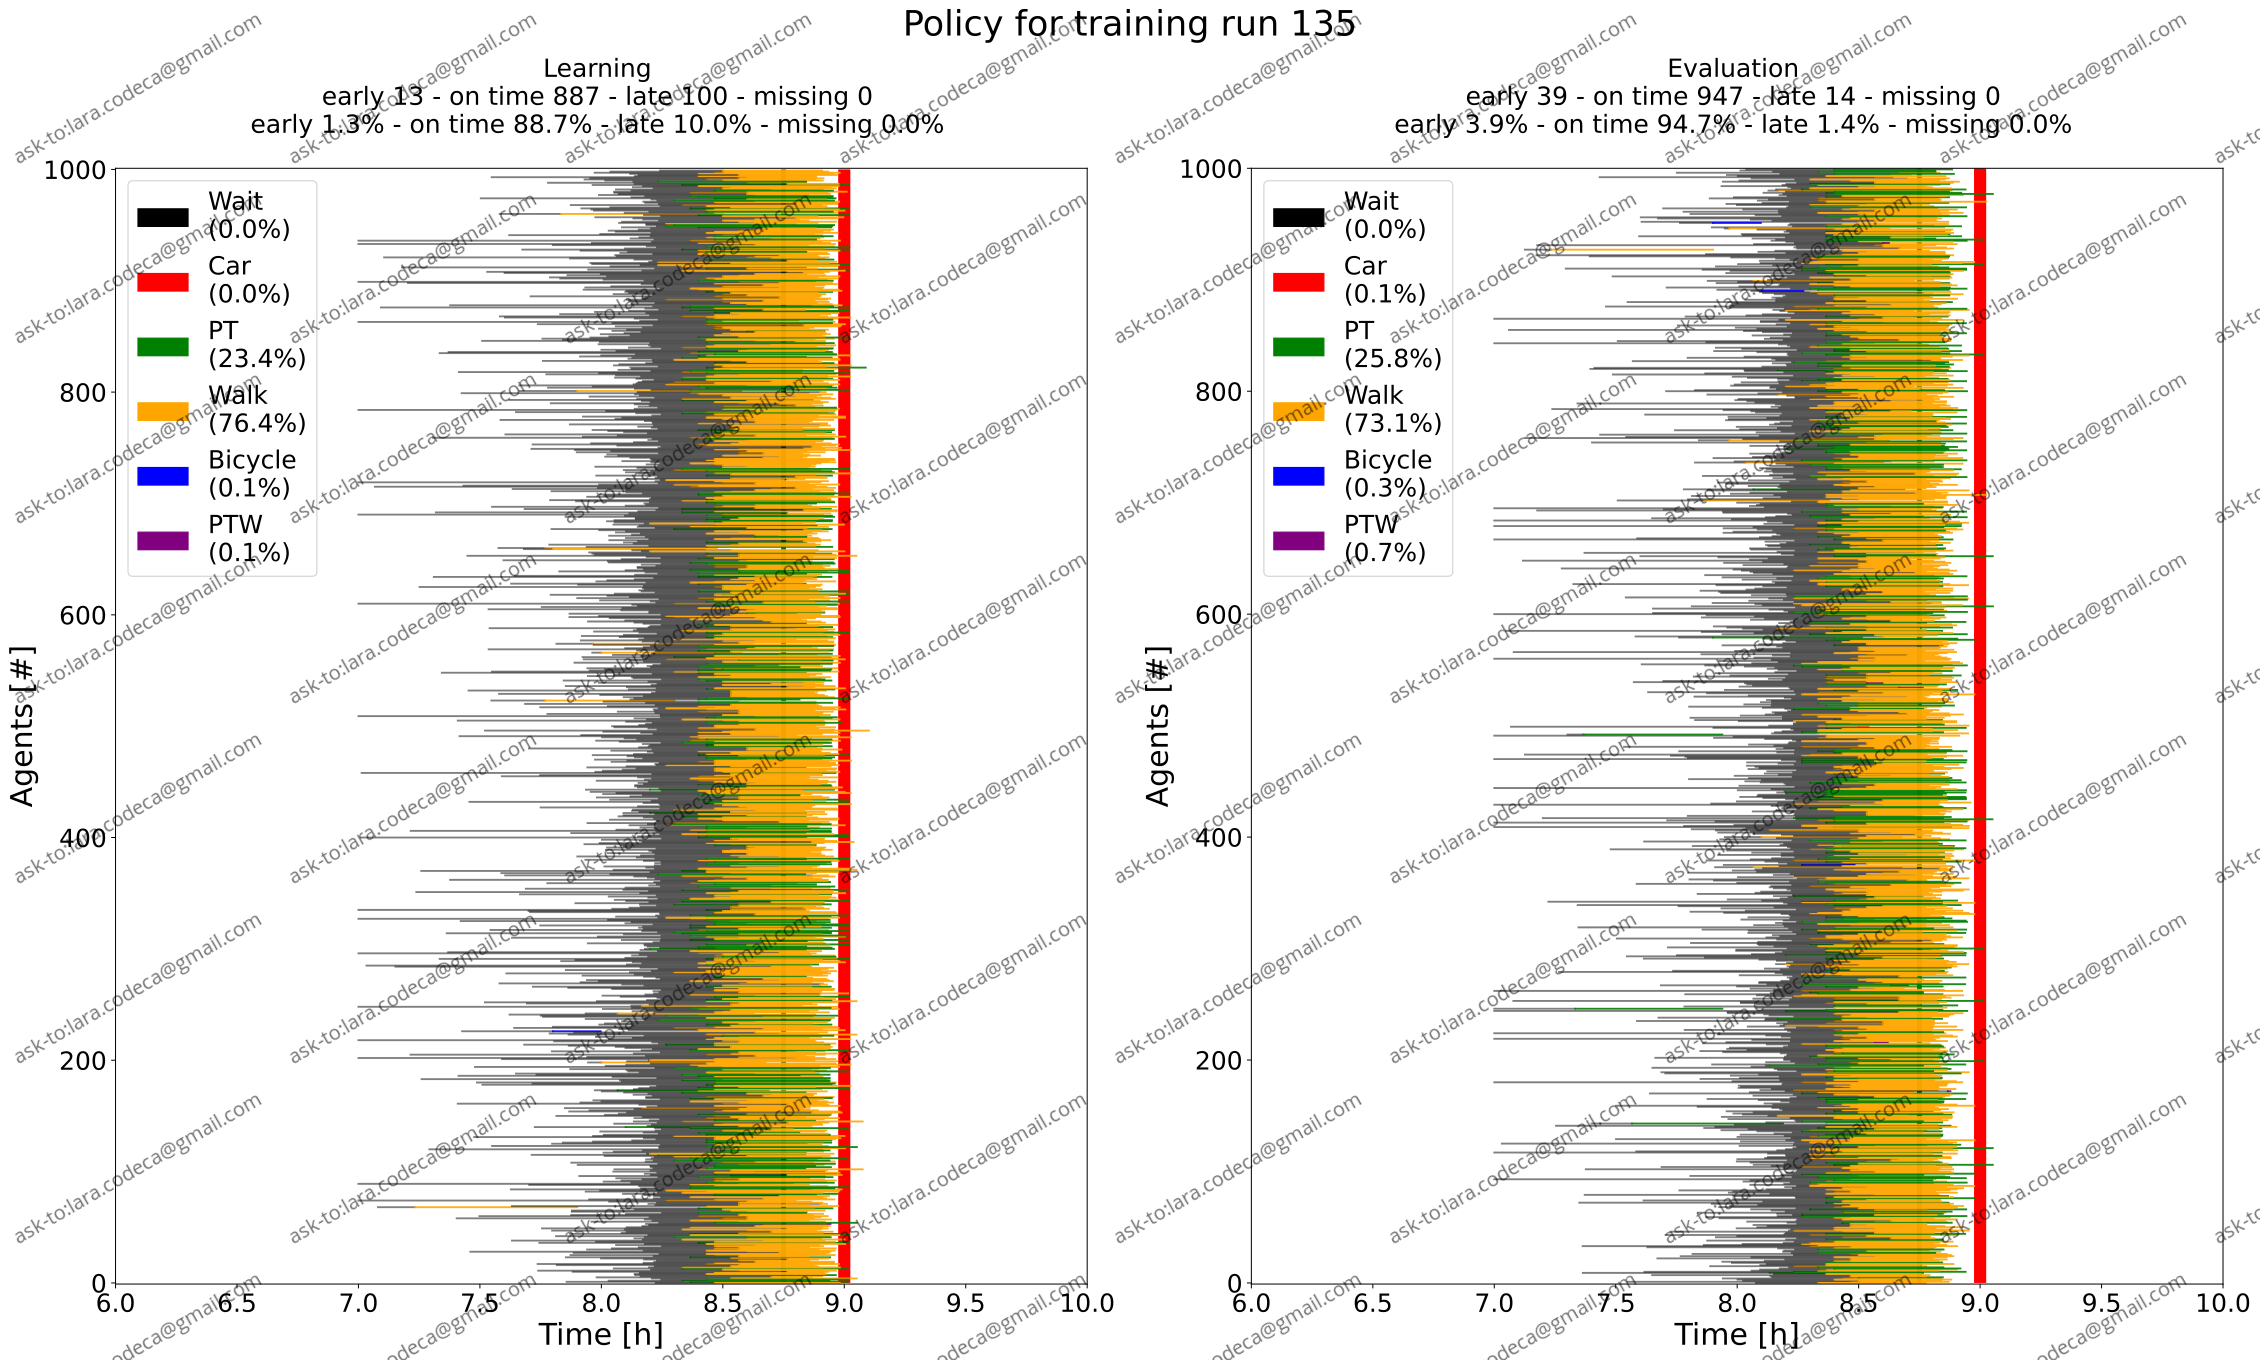 Policy for training run 135
Learning
early 13 - on time 887 - late 100 - missing 0
early 1.3% - on time 88.7% - late 10.0% - missing 0.0%
Agents [#]
1000
800
600
400
200
0
Wait
(0.0%)
Car
(0.0%)
PT
(23.4%)
Walk
(76.4%)
Bicycle
(0.1%)
PTW
(0.1%)
6.0 6.5 7.0 7.5 8.0 8.5 9.0 9.5 10.0
Time [h]
Evaluation
early 39 - on time 947 - late 14 - missing 0
early 3.9% - on time 94.7% - late 1.4% - missing 0.0%
Agents [#]
1000
800
600
400
200
0
Wait
(0.0%)
Car
(0.1%)
PT
(25.8%)
Walk
(73.1%)
Bicycle
(0.3%)
PTW
(0.7%)
6.0 6.5 7.0 7.5 8.0 8.5 9.0 9.5 10.0
Time [h]
ask-to:lara.codeca@gmail.com